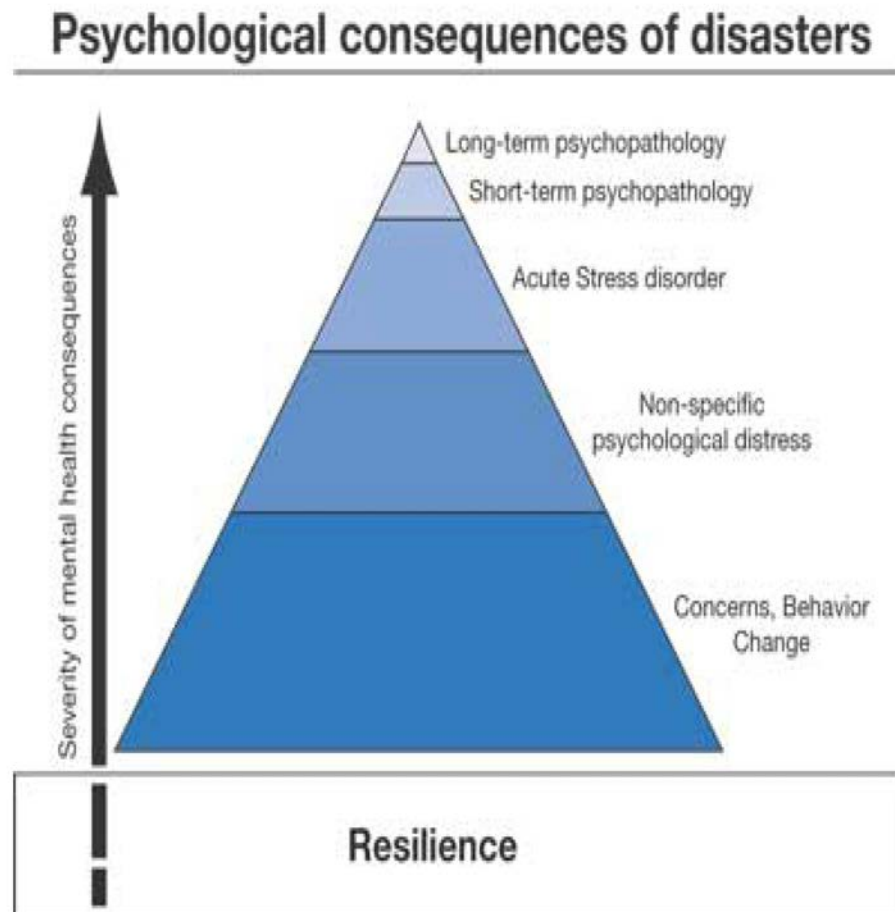 Psychological consequences of disasters
Severity of mental health consequences
Long-term psychopathology
Short-term psychopathology
Acute Stress disorder
Non-specific
psychological distress
Concerns, Behavior
Change
Resilience